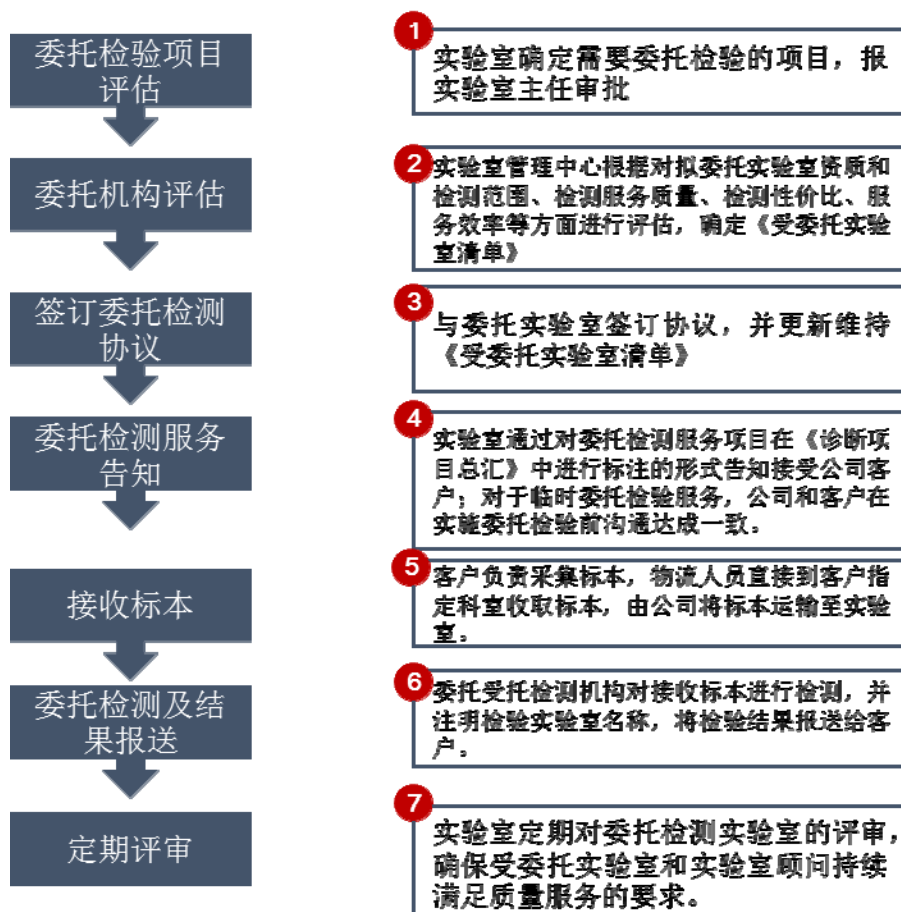 委托检验项目
评估
1
实验室确定需要委托检验的项目，报
实验室主任审批
委托机构评估
2
实验室管理中心根据对拟委托实验室资质和
检测范围、检测服务质量、检测性价比、服
务效率等方面进行评估，确定《受委托实验
室清单》
签订委托检测
协议
3
与委托实验室签订协议，并更新维持
《受委托实验室清单》
委托检测服务
告知
4
实验室通过对委托检测服务项目在《诊断项
目总汇》中进行标注的形式告知接受公司客
户；对于临时委托检验服务，公司和客户在
实施委托检验前沟通达成一致。
接收标本
5
客户负责采集标本，物流人员直接到客户指
定科室收取标本，由公司将标本运输至实验
室。
委托检测及结
果报送
6
委托受托检测机构对接收标本进行检测，并
注明检验实验室名称，将检验结果报送给客
户。
定期评审
7
实验室定期对委托检测实验室的评审，
确保受委托实验室和实验室顾问持续
满足质量服务的要求。